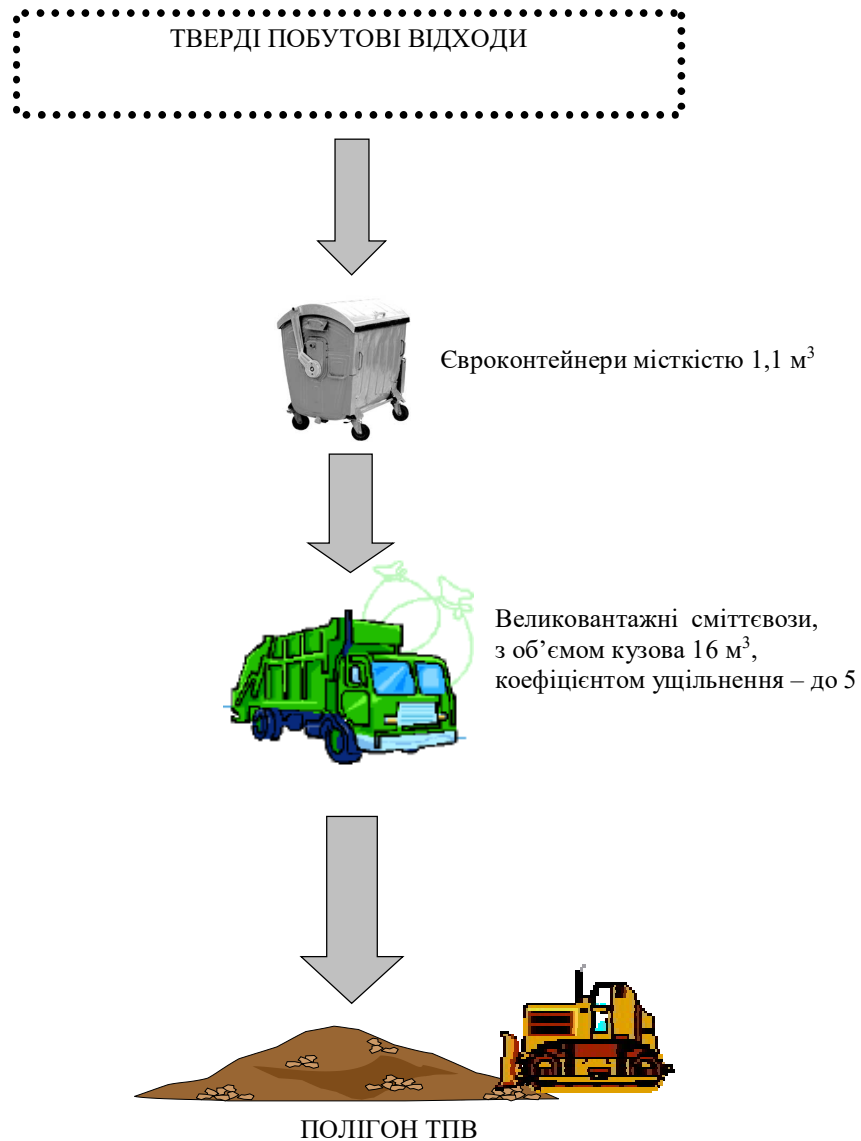 ТВЕРДІ ПОБУТОВІ ВІДХОДИ
Євроконтейнери місткістю 1,1 м³
Великовантажні сміттєвози,
з об’ємом кузова 16 м³,
коефіцієнтом ущільнення – до 5
ПОЛІГОН ТПВ